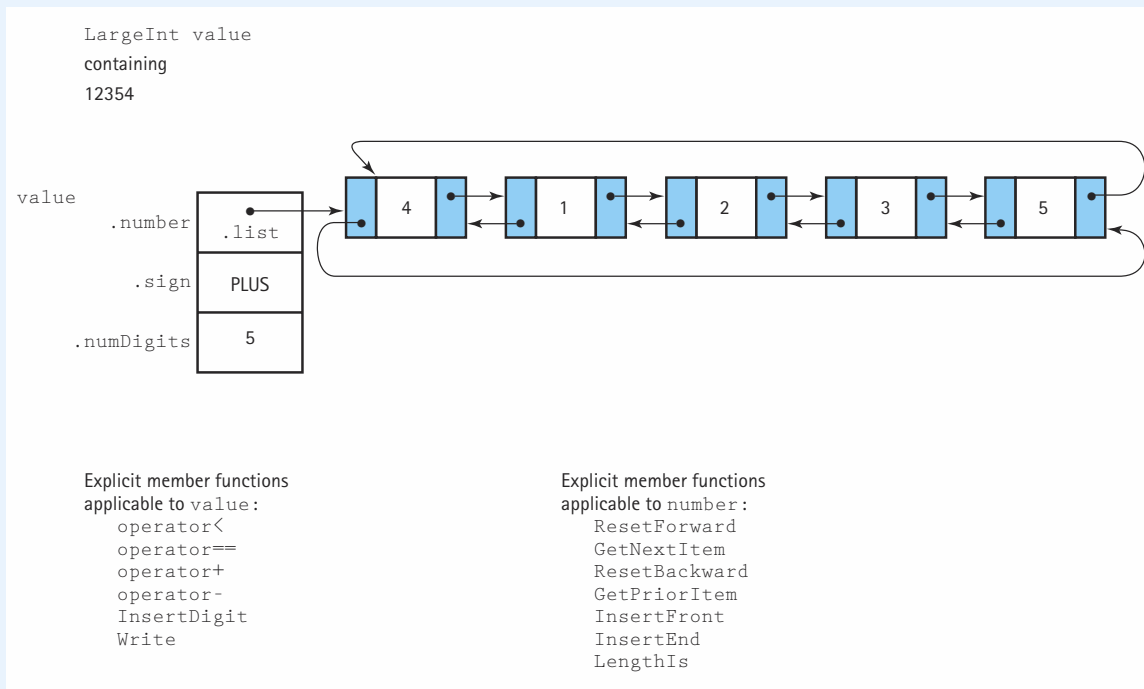 LargeInt value
containing
12354
value
.number
.list
4 1 2 3 5
.sign PLUS
.numDigits 5
Explicit member functions
applicable to value:
operator<
operator==
operator+
operator-
InsertDigit
Write
Explicit member functions
applicable to number:
ResetForward
GetNextItem
ResetBackward
GetPriorItem
InsertFront
InsertEnd
LengthIs